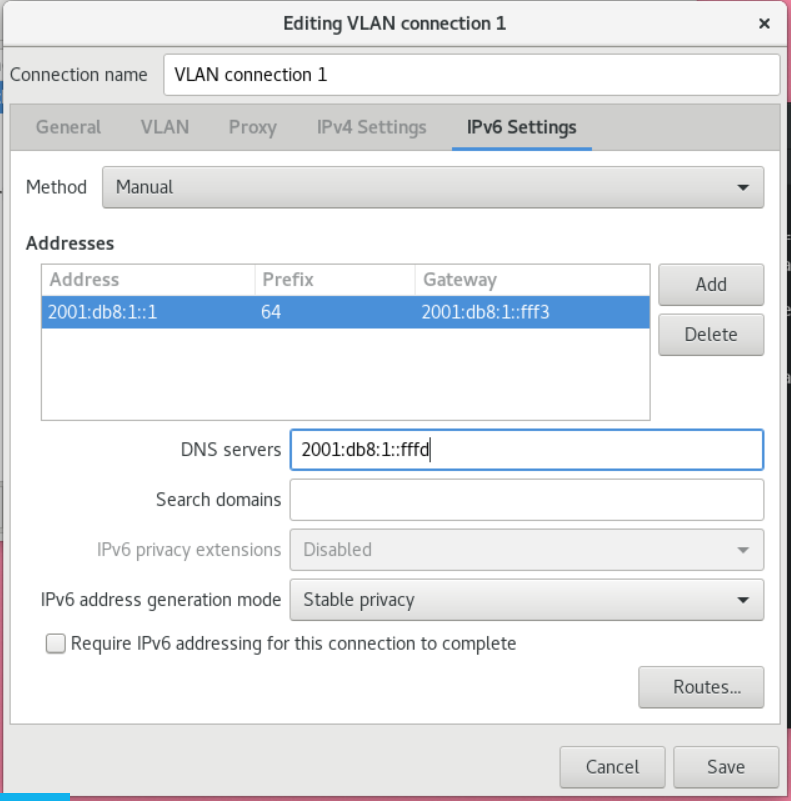 Editing VLAN connection 1 ×
Connection name VLAN connection 1
General VLAN Proxy IPv4 Settings IPv6 Settings
Method Manual
Addresses
Address Prefix Gateway
2001:db8:1::1 64 2001:db8:1::fff3
Add
Delete
DNS servers 2001:db8:1::fffd
Search domains
IPv6 privacy extensions Disabled
IPv6 address generation mode Stable privacy
Require IPv6 addressing for this connection to complete
Routes...
Cancel Save